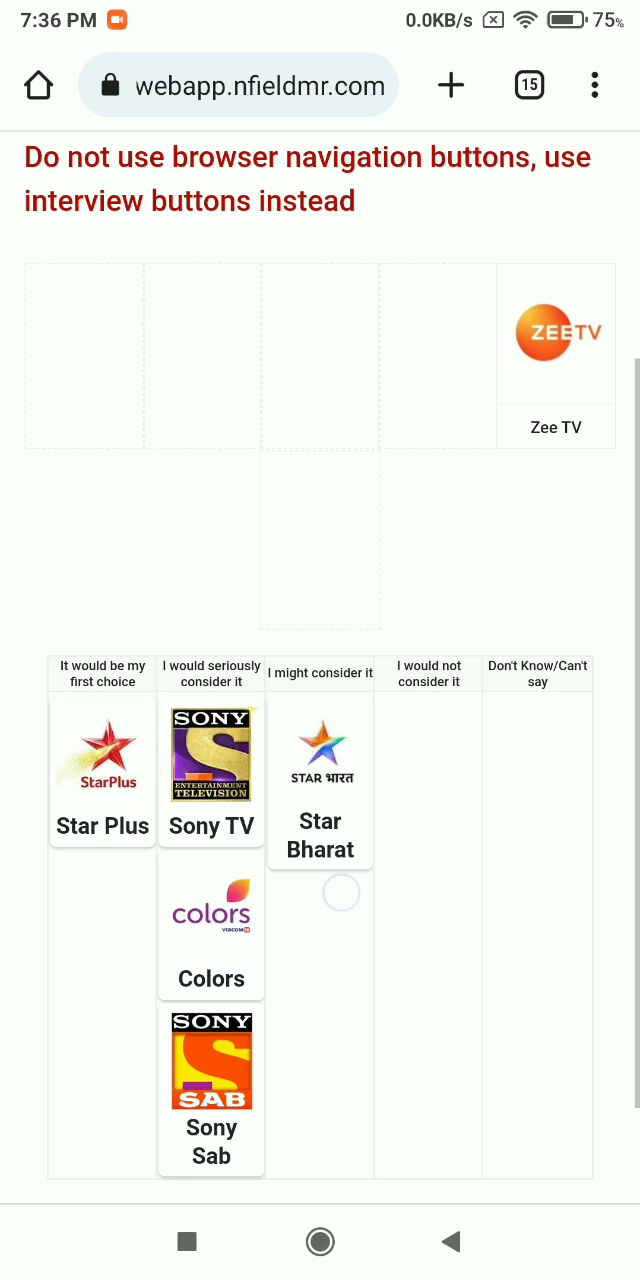 7:36 PM
0.0KB/s
75%
webapp.nfieldmr.com
15
Do not use browser navigation buttons, use
interview buttons instead
ZEETV
Zee TV
It would be my
first choice
I would seriously
consider it
I might consider it
I would not
consider it
Don't Know/Can't
say
StarPlus
Star Plus
SONY
ENTERTAINMENT
TELEVISION
Sony TV
STAR भारत
Star
Bharat
colors
VIACOM18
Colors
SONY
SAB
Sony
Sab